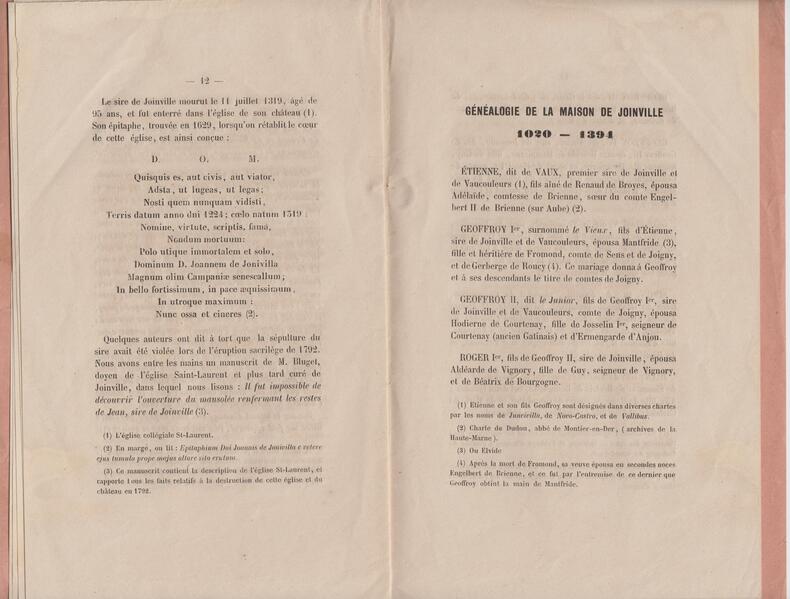 — 12 —
Le sire de Joinville mourut le 11 juillet 1319, âgé de
95 ans, et fut enterré dans l'église de son château (1).
Son épitaphe, trouvée en 1629, lorsqu'on rétablit le cœur
de cette église, est ainsi conçue :
D. O. M.
Quisquis es, aut civis, aut viator,
Adsta, ut lugeas, ut legas;
Nosti quem nunquam vidisti,
Terris datum anno dni 1224; cœlo natum 1319 :
Nomine, virtute, scriptis, famâ,
Nondum mortuum:
Polo utique immortalem et solo,
Dominum D. Joannem de Jonivilla
Magnum olim Campaniæ senescallum;
In bello fortissimum, in pace æquissimum,
In utroque maximum :
Nunc ossa et cineres (2).
Quelques auteurs ont dit à tort que la sépulture du
sire avait été violée lors de l'éruption sacrilège de 1792.
Nous avons entre les mains un manuscrit de M. Bluget,
doyen de l'église Saint-Laurent et plus tard curé de
Joinville, dans lequel nous lisons : Il fut impossible de
découvrir l'ouverture du mausolée renfermant les restes
de Jean, sire de Joinville (3).
(1) L'église collégiale St-Laurent.
(2) En marge, on lit : Epitaphium Dni Joannis de Jonivilla e vetere
ejus tumulo prope majus altare sito erutum.
(3) Ce manuscrit contient la description de l'église St-Laurent, et
rapporte tous les faits relatifs à la destruction de cette église et du
château en 1792.
GÉNÉALOGIE DE LA MAISON DE JOINVILLE
1020 — 1394
ÉTIENNE, dit de VAUX, premier sire de Joinville et
de Vaucouleurs (1), fils aîné de Renaud de Broyes, épousa
Adélaïde, comtesse de Brienne, sœur du comte Engel-
bert II de Brienne (sur Aube) (2).
GEOFFROY Ier, surnommé le Vieux, fils d'Étienne,
sire de Joinville et de Vaucouleurs, épousa Mantfride (3),
fille et héritière de Fromond, comte de Sens et de Joigny,
et de Gerberge de Roucy (4). Ce mariage donna à Geoffroy
et à ses descendants le titre de comtes de Joigny.
GEOFFROY II, dit le Junior, fils de Geoffroy Ier, sire
de Joinville et de Vaucouleurs, comte de Joigny, épousa
Hodierne de Courtenay, fille de Josselin Ier, seigneur de
Courtenay (ancien Gatinais) et d'Ermengarde d'Anjou.
ROGER Ier, fils de Geoffroy II, sire de Joinville, épousa
Aldéarde de Vignory, fille de Guy, seigneur de Vignory,
et de Béatrix de Bourgogne.
(1) Etienne et son fils Geoffroy sont désignés dans diverses chartes
par les noms de Juncivilla, de Novo-Castro, et de Vallibus.
(2) Charte de Dudon, abbé de Montier-en-Der, (archives de la
Haute-Marne).
(3) Ou Elvide
(4) Après la mort de Fromond, sa veuve épousa en secondes noces
Engelbert de Brienne, et ce fut par l'entremise de ce dernier que
Geoffroy obtint la main de Mantfride.